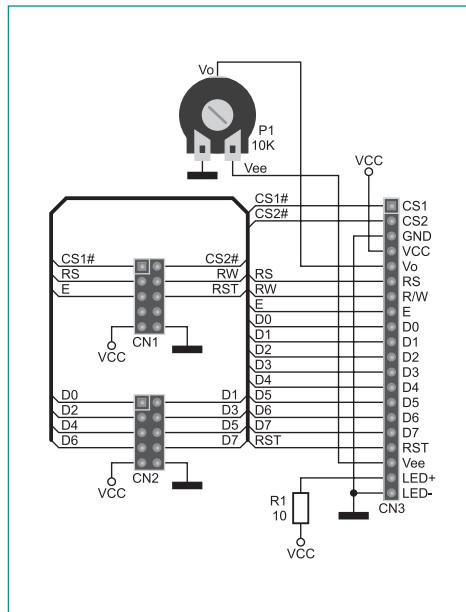 Vo
P1
10K
Vee
VCC
CS1#
CS2#
CS1
CS2
GND
VCC
Vo
RS
R/W
E
D0
D1
D2
D3
D4
D5
D6
D7
RST
Vee
LED+
LED-
CN3
CS1#
RS
E
CS2#
RW
RST
VCC
CN1
RS
RW
E
D0
D1
D2
D3
D4
D5
D6
D7
RST
D0
D2
D4
D6
D1
D3
D5
D7
VCC
CN2
R1
10
VCC